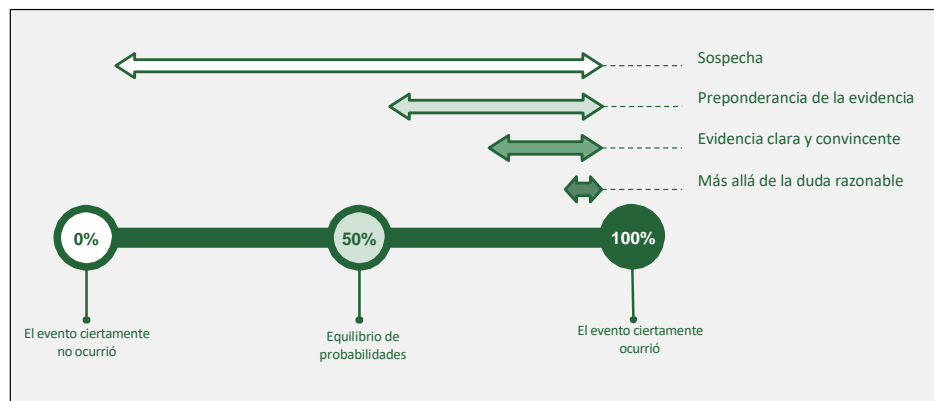 Sospecha
Preponderancia de la evidencia
Evidencia clara y convincente
Más allá de la duda razonable
0%
50%
100%
El evento ciertamente
no ocurrió
Equilibrio de
probabilidades
El evento ciertamente
ocurrió